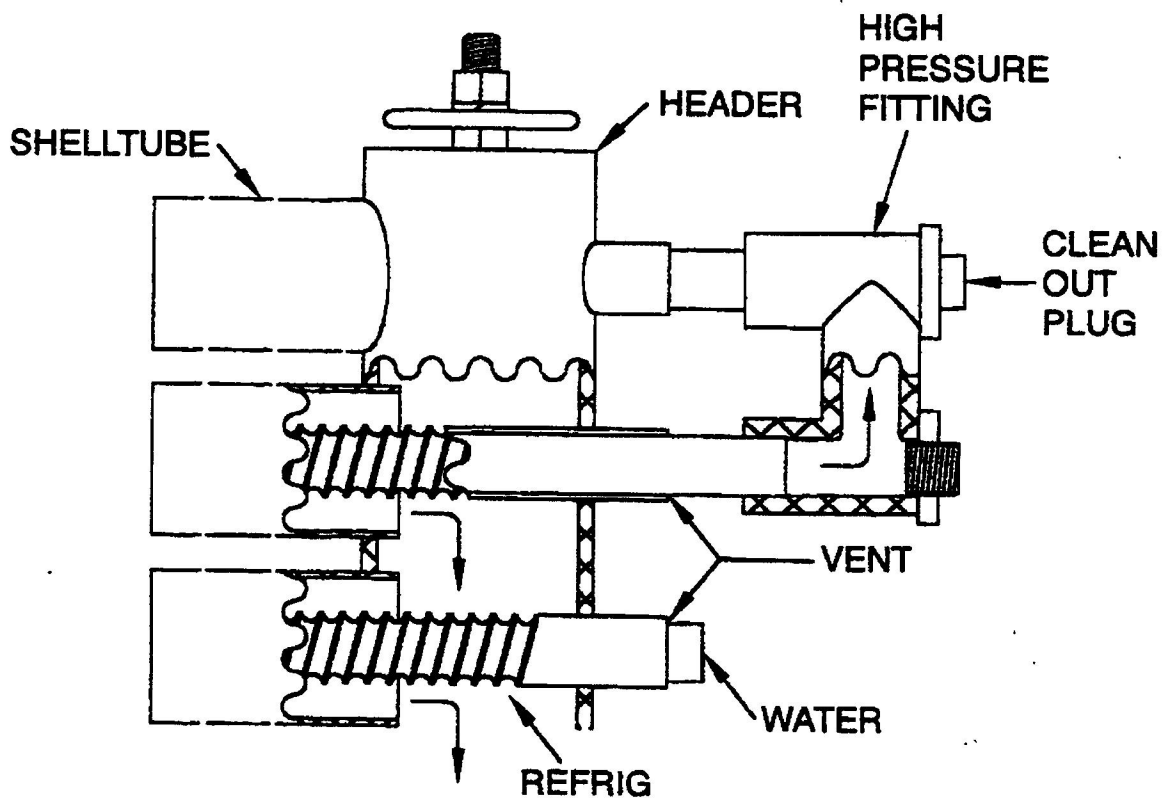 HIGH
PRESSURE
FITTING
HEADER
SHELLTUBE
CLEAN
OUT
PLUG
VENT
WATER
REFRIG